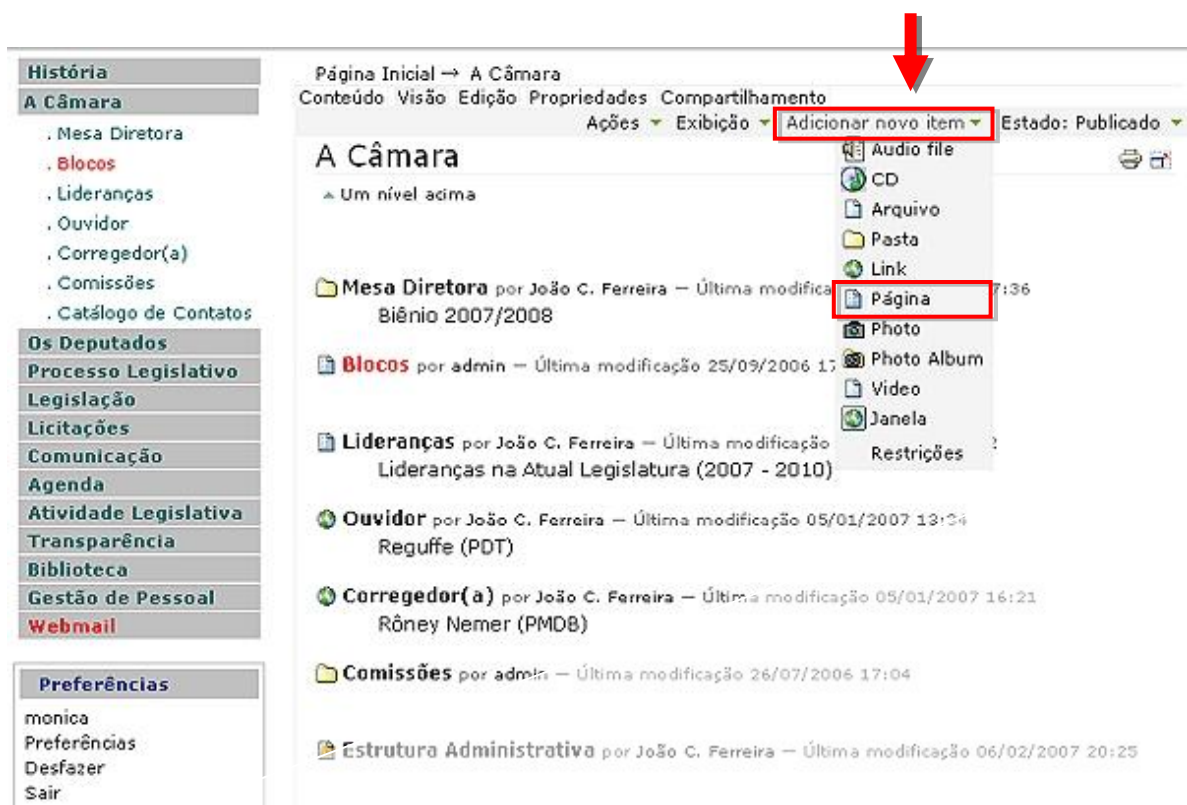 História
A Câmara
. Mesa Diretora
. Blocos
. Lideranças
. Ouvidor
. Corregedor(a)
. Comissões
. Catálogo de Contatos
Os Deputados
Processo Legislativo
Legislação
Licitações
Comunicação
Agenda
Atividade Legislativa
Transparência
Biblioteca
Gestão de Pessoal
Webmail
Preferências
monica
Preferências
Desfazer
Sair
Página Inicial → A Câmara
Conteúdo Visão Edição Propriedades Compartilhamento
Ações Exibição Adicionar novo item Estado: Publicado
A Câmara
Um nível acima
Mesa Diretora por João C. Ferreira — Última modifica 7:36
Biênio 2007/2008
Blocos por admin — Última modificação 25/09/2006 17
Lideranças por João C. Ferreira — Última modificação
Lideranças na Atual Legislatura (2007 - 2010)
Ouvidor por João C. Ferreira — Última modificação 05/01/2007
Reguffe (PDT)
Corregedor(a) por João C. Ferreira — Última modificação 05/01/2007 16:21
Rôney Nemer (PMDB)
Comissões por admin — Última modificação 26/07/2006 17:04
Estrutura Administrativa por João C. Ferreira — Última modificação 06/02/2007 20:25
Audio file
CD
Arquivo
Pasta
Link
Página
Photo
Photo Album
Video
Janela
Restrições